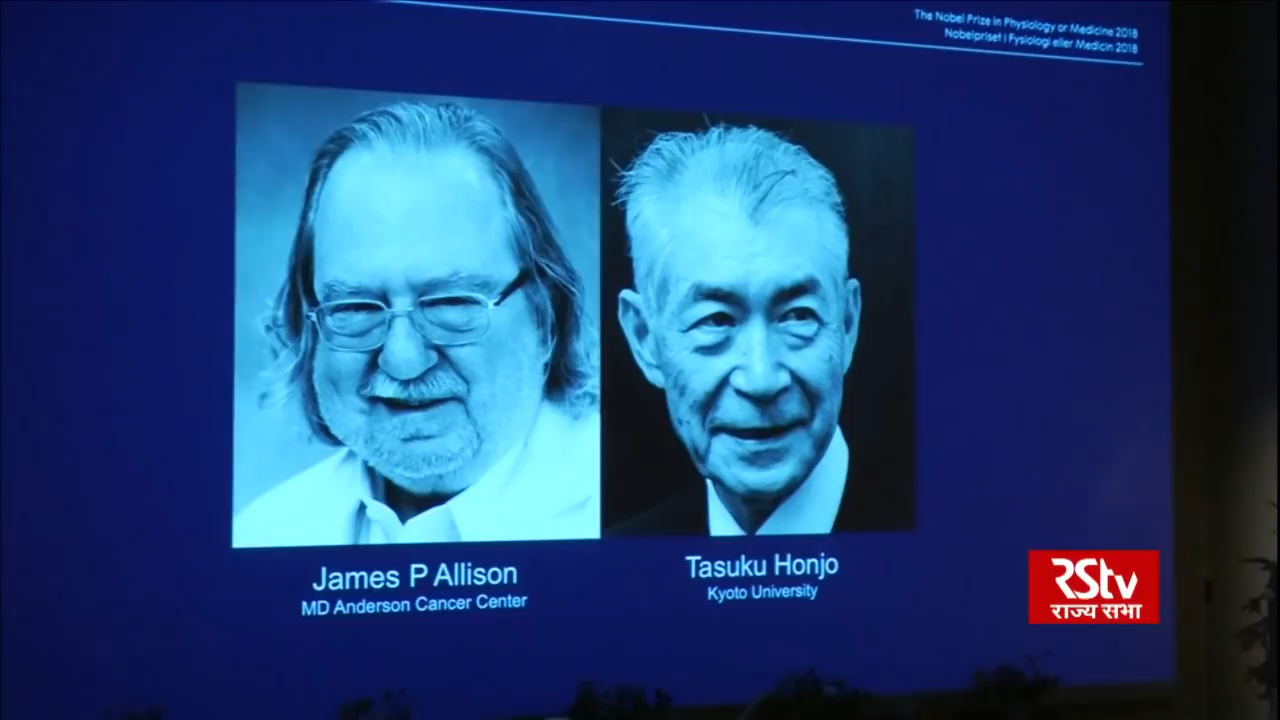 The Nobel Prize in Physiology or Medicine 2018
Nobelpriset i Fysiologi eller Medicin 2018
James P Allison
MD Anderson Cancer Center
Tasuku Honjo
Kyoto University
RStv
राज्य सभा